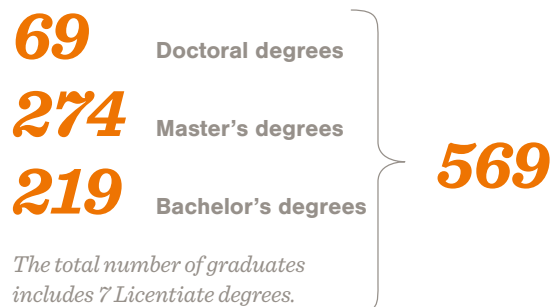 69 Doctoral degrees
274 Master’s degrees
219 Bachelor’s degrees
569
The total number of graduates
includes 7 Licentiate degrees.